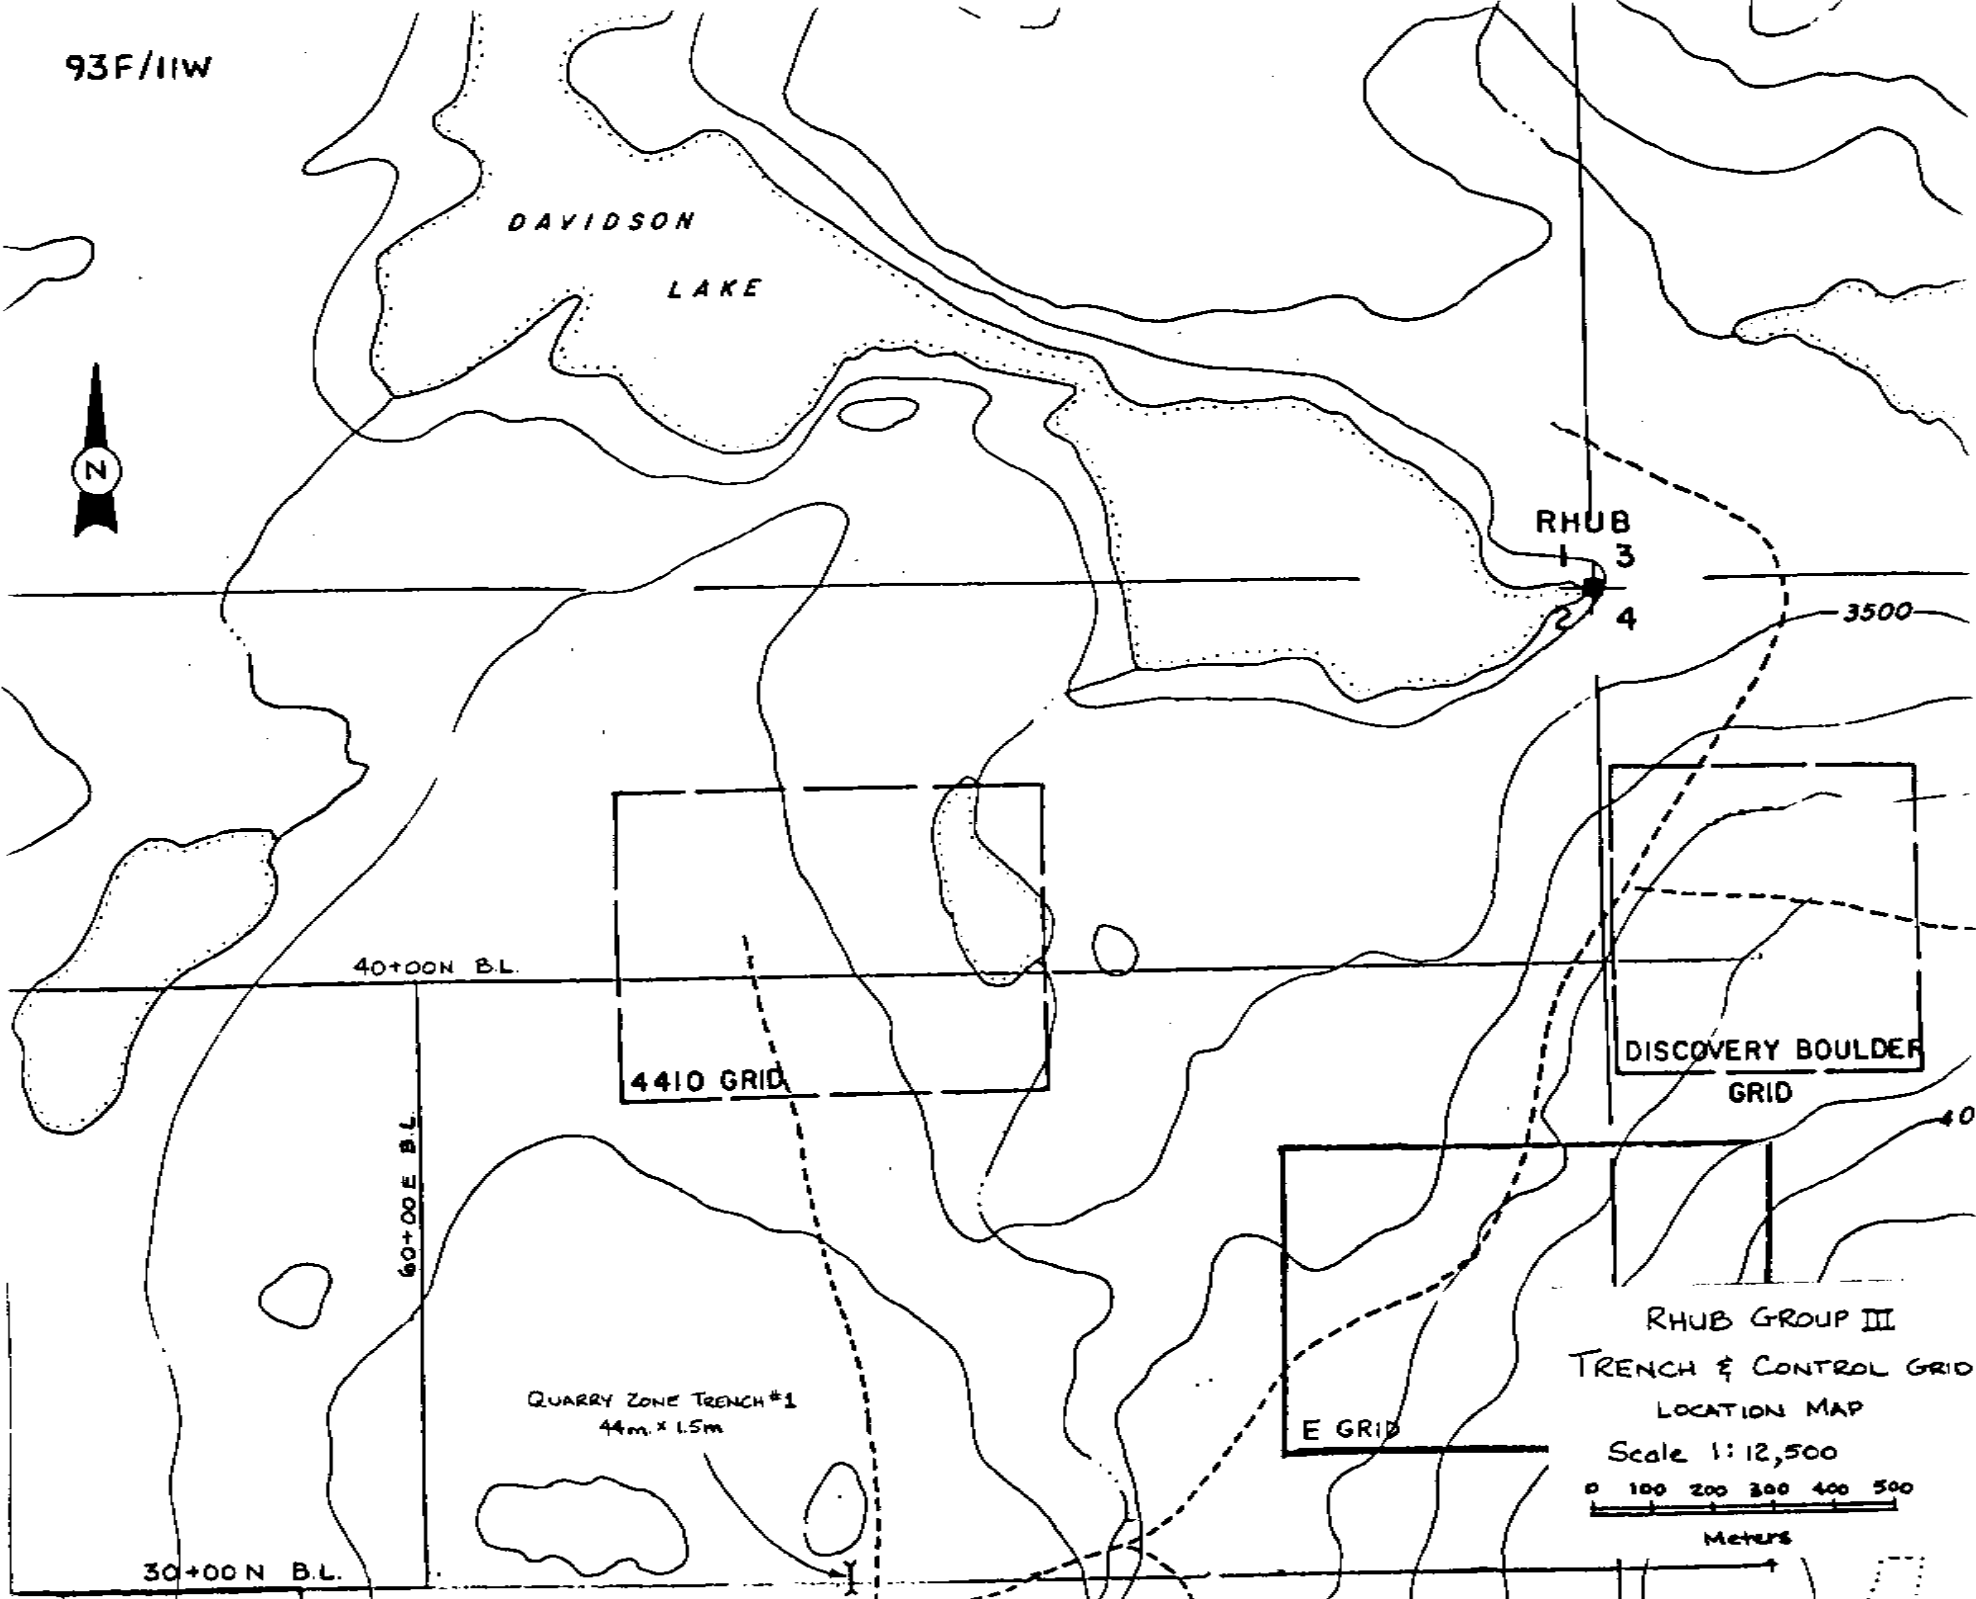 93F/11W
DAVIDSON
LAKE
N
RHUB
1 3
2 4
3500
40+00N B.L.
60+00E B.L.
4410 GRID
DISCOVERY BOULDER
GRID
40
E GRID
QUARRY ZONE TRENCH #1
44m. x 1.5m
30+00N B.L.
RHUB GROUP III
TRENCH & CONTROL GRID
LOCATION MAP
Scale 1:12,500
0 100 200 300 400 500
Meters